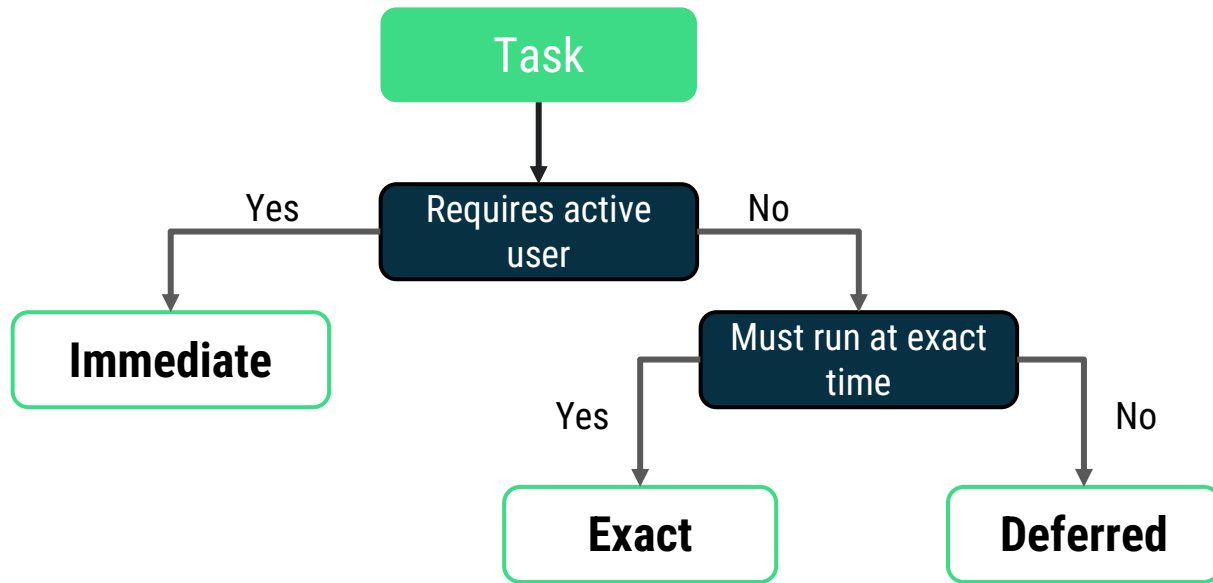 Task
Yes
Requires active
user
No
Immediate
Must run at exact
time
Yes
No
Exact
Deferred